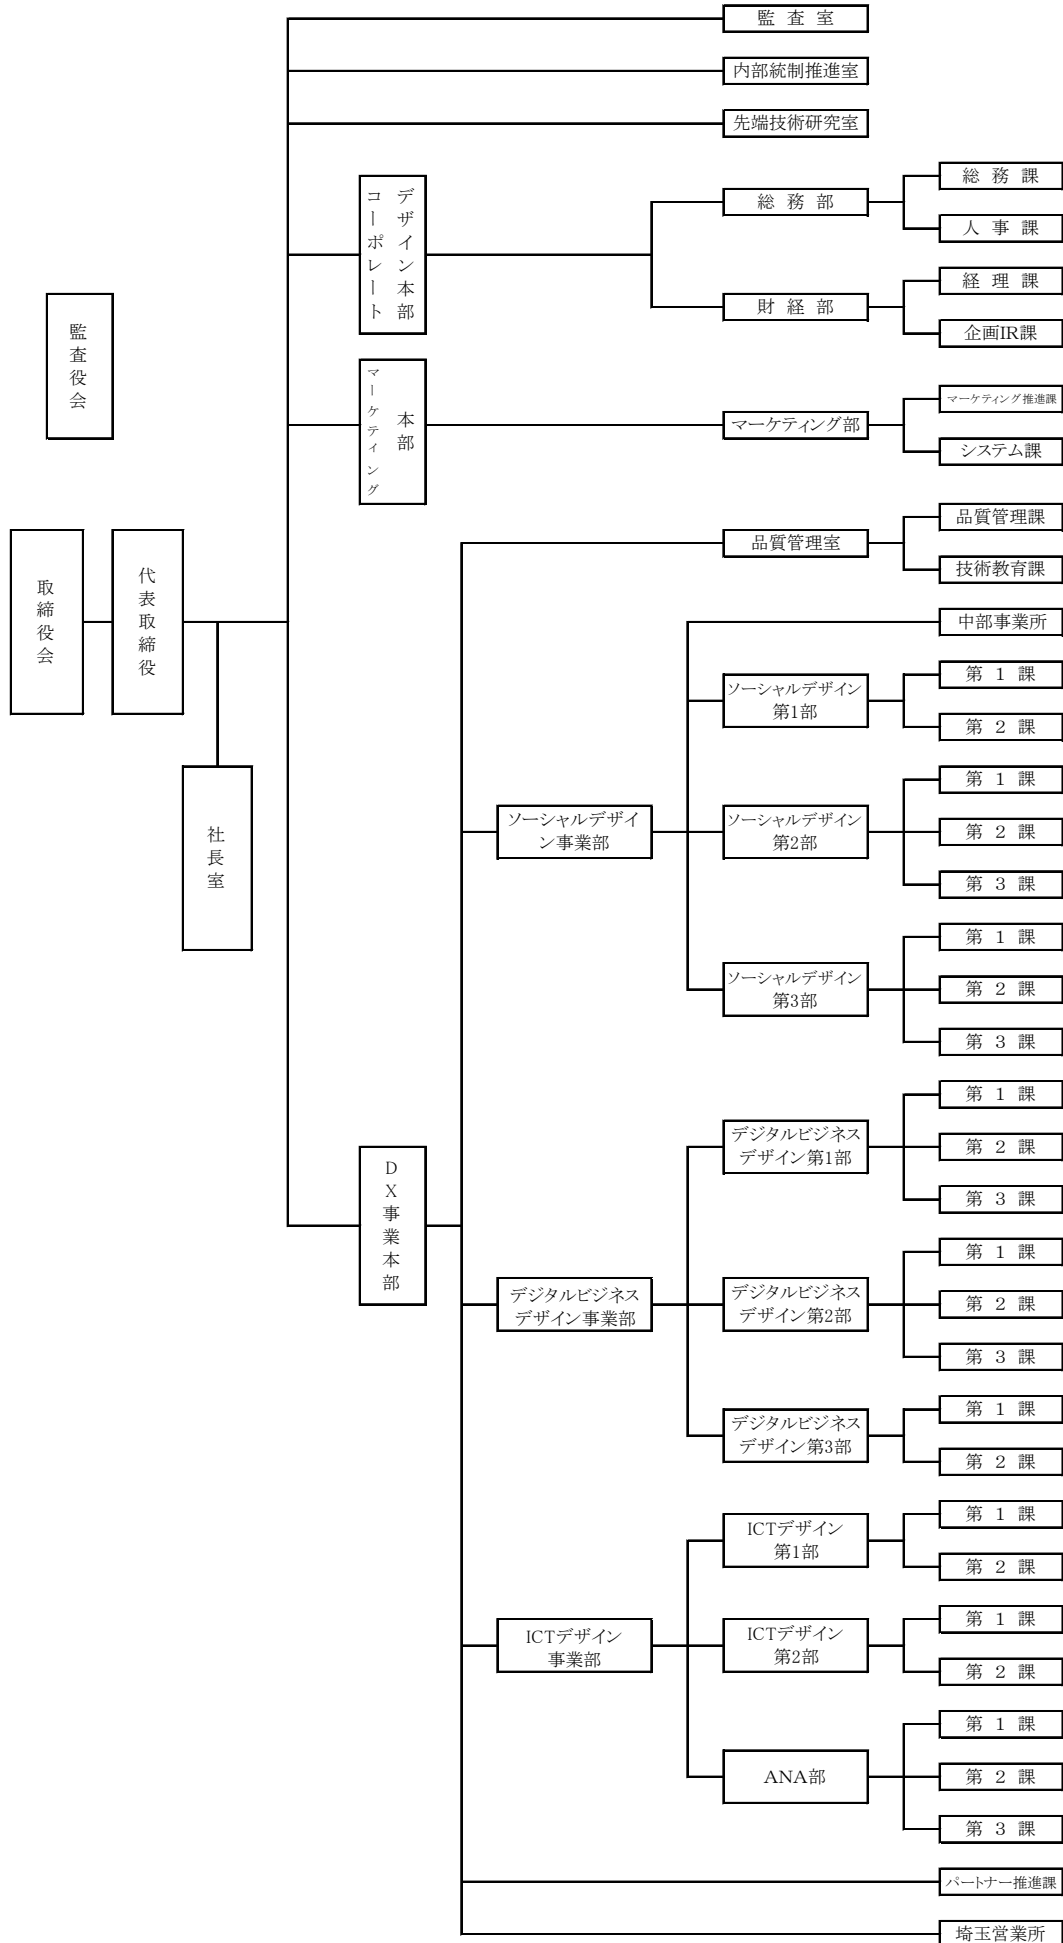 監 査 室
内部統制推進室
先端技術研究室
コーポレート
デザイン本部
総 務 部
総 務 課
人 事 課
財 経 部
経 理 課
企画IR課
監査役会
マーケティング
本部
マーケティング部
マーケティング推進課
システム課
取締役会
代表取締役
社長室
DX事業本部
品質管理室
品質管理課
技術教育課
ソーシャルデザイ
ン事業部
中部事業所
ソーシャルデザイン
第1部
第 1 課
第 2 課
ソーシャルデザイン
第2部
第 1 課
第 2 課
第 3 課
ソーシャルデザイン
第3部
第 1 課
第 2 課
第 3 課
デジタルビジネス
デザイン事業部
デジタルビジネス
デザイン第1部
第 1 課
第 2 課
第 3 課
デジタルビジネス
デザイン第2部
第 1 課
第 2 課
第 3 課
デジタルビジネス
デザイン第3部
第 1 課
第 2 課
ICTデザイン
事業部
ICTデザイン
第1部
第 1 課
第 2 課
ICTデザイン
第2部
第 1 課
第 2 課
ANA部
第 1 課
第 2 課
第 3 課
パートナー推進課
埼玉営業所